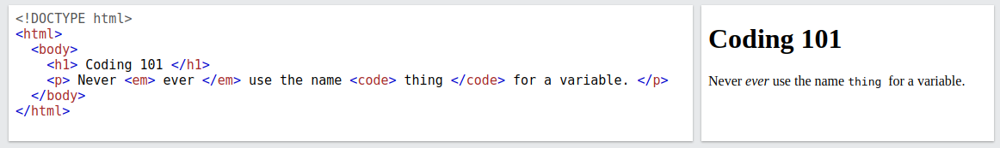 <!DOCTYPE html>
<html>
  <body>
    <h1> Coding 101 </h1>
    <p> Never <em> ever </em> use the name <code> thing </code> for a variable. </p>
  </body>
</html>
Coding 101
Never ever use the name thing for a variable.